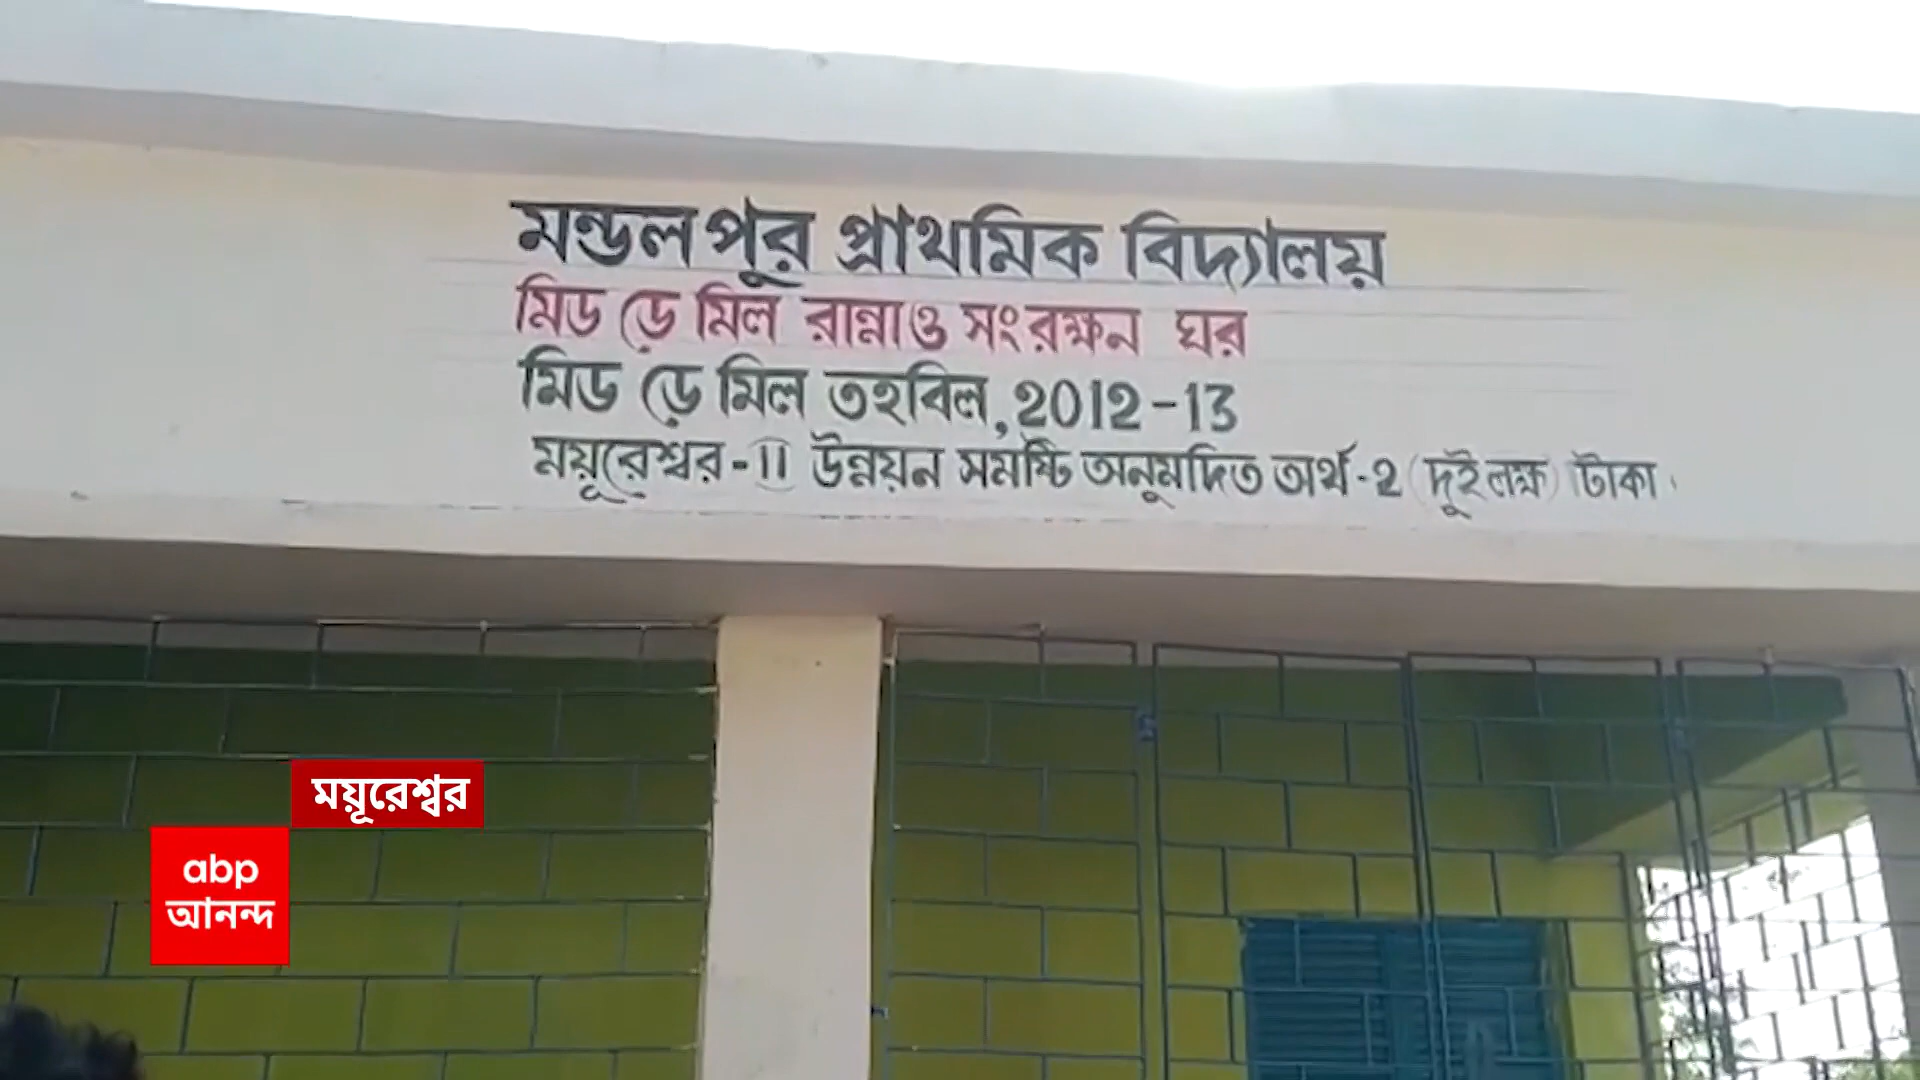 মন্ডলপুর প্রাথমিক বিদ্যালয়
মিড ডে মিল রান্নাও সংরক্ষন ঘর
মিড ডে মিল তহবিল, 2012-13
ময়ূরেশ্বর-II উন্নয়ন সমষ্টি অনুমদিত অর্থ-2 (দুইলক্ষ) টাকা
ময়ূরেশ্বর
abp
আনন্দ